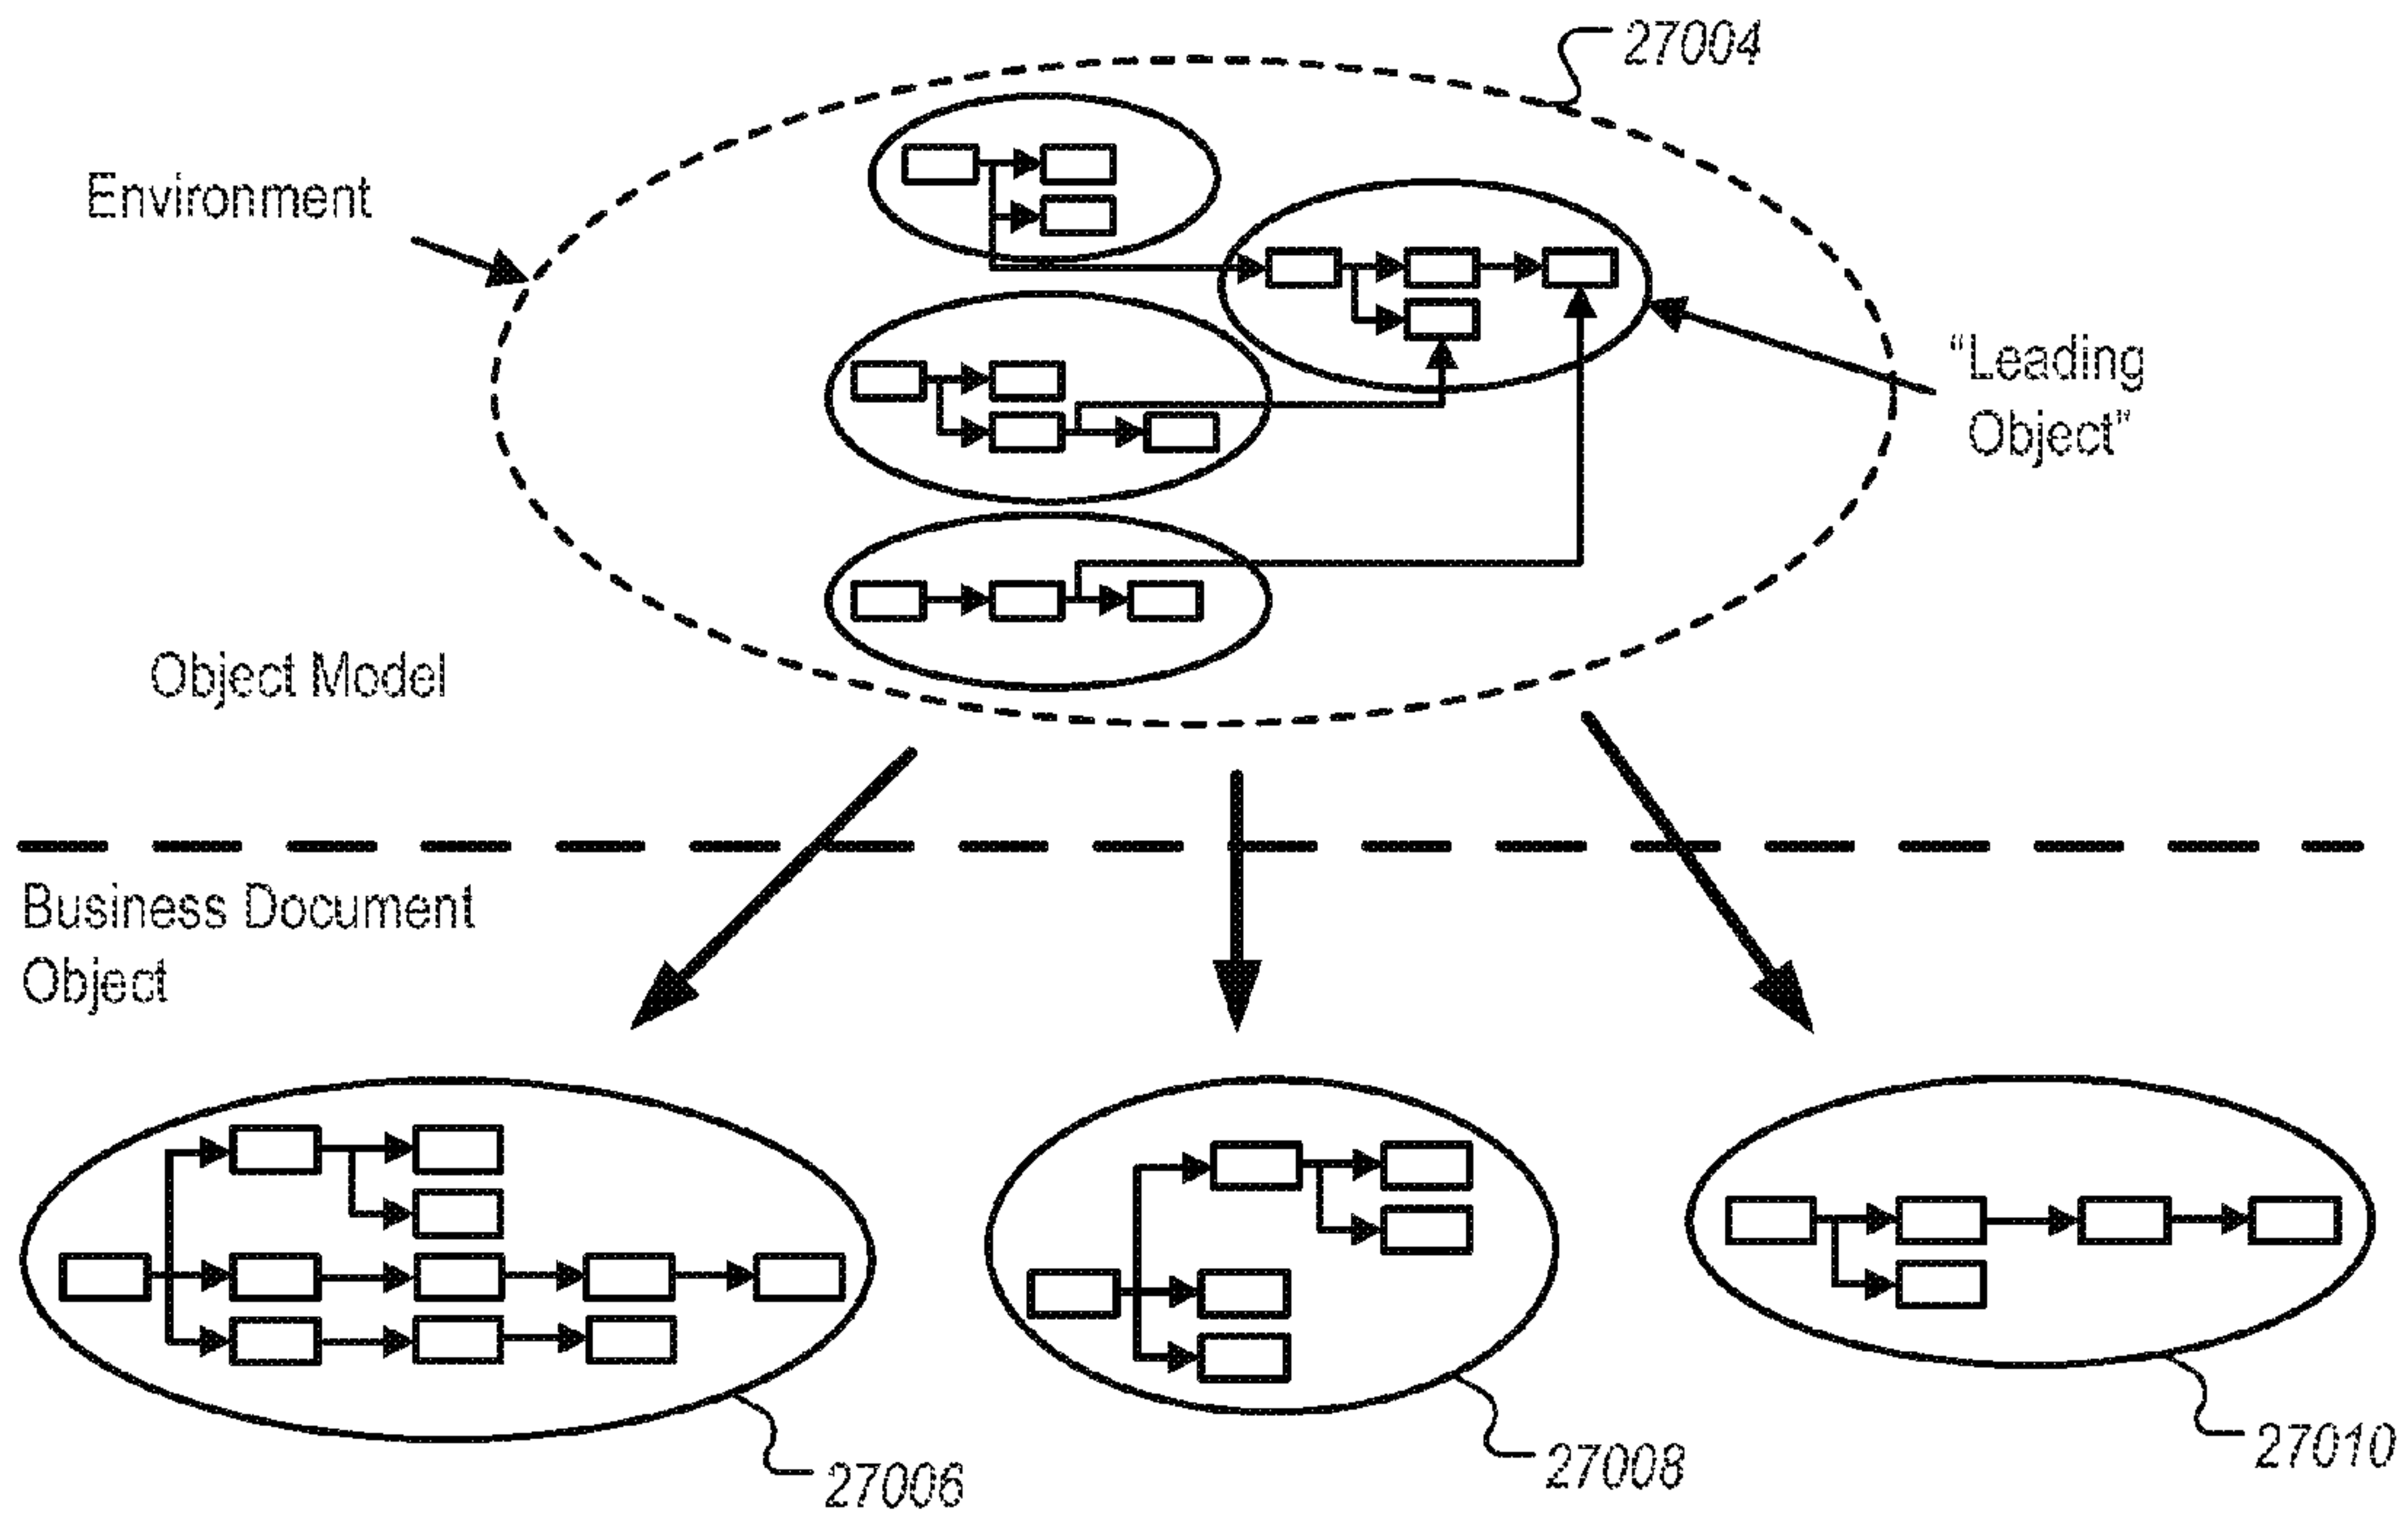 27004
Environment
“Leading
Object”
Object Model
Business Document
Object
27006
27008
27010